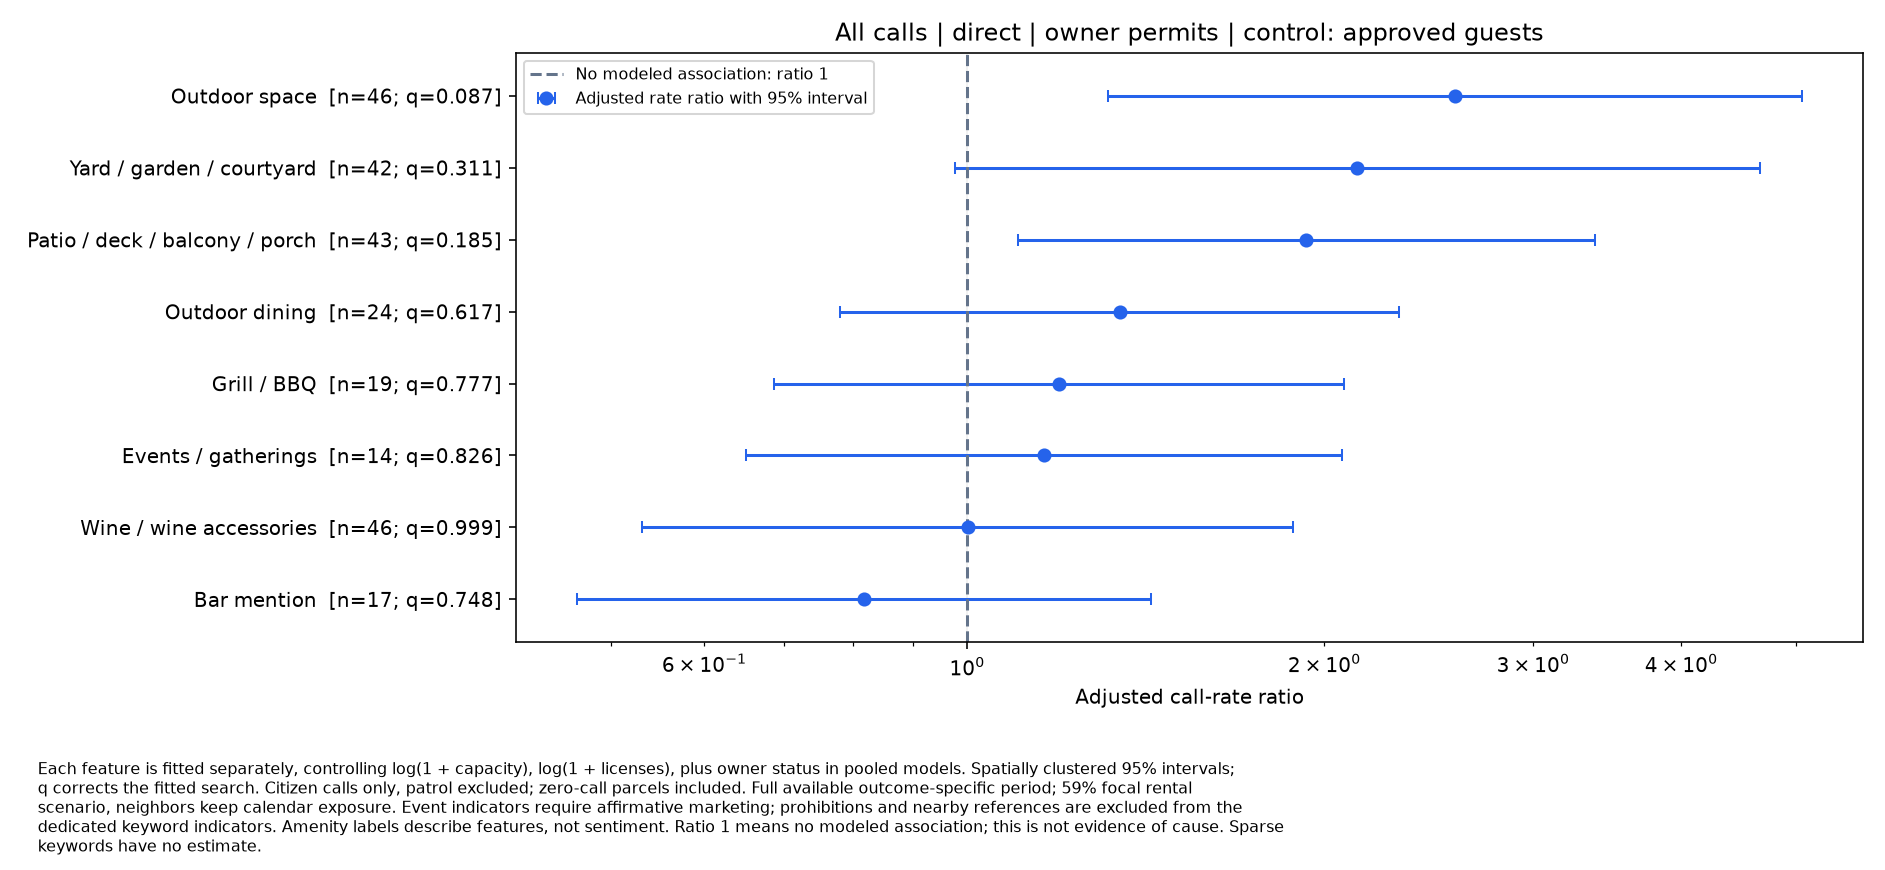 All calls | direct | owner permits | control: approved guests
No modeled association: ratio 1
Adjusted rate ratio with 95% interval
Outdoor space [n=46; q=0.087]
Yard / garden / courtyard [n=42; q=0.311]
Patio / deck / balcony / porch [n=43; q=0.185]
Outdoor dining [n=24; q=0.617]
Grill / BBQ [n=19; q=0.777]
Events / gatherings [n=14; q=0.826]
Wine / wine accessories [n=46; q=0.999]
Bar mention [n=17; q=0.748]
6 × 10⁻¹ 10⁰ 2 × 10⁰ 3 × 10⁰ 4 × 10⁰
Adjusted call-rate ratio
Each feature is fitted separately, controlling log(1 + capacity), log(1 + licenses), plus owner status in pooled models. Spatially clustered 95% intervals;
q corrects the fitted search. Citizen calls only, patrol excluded; zero-call parcels included. Full available outcome-specific period; 59% focal rental
scenario, neighbors keep calendar exposure. Event indicators require affirmative marketing; prohibitions and nearby references are excluded from the
dedicated keyword indicators. Amenity labels describe features, not sentiment. Ratio 1 means no modeled association; this is not evidence of cause. Sparse
keywords have no estimate.